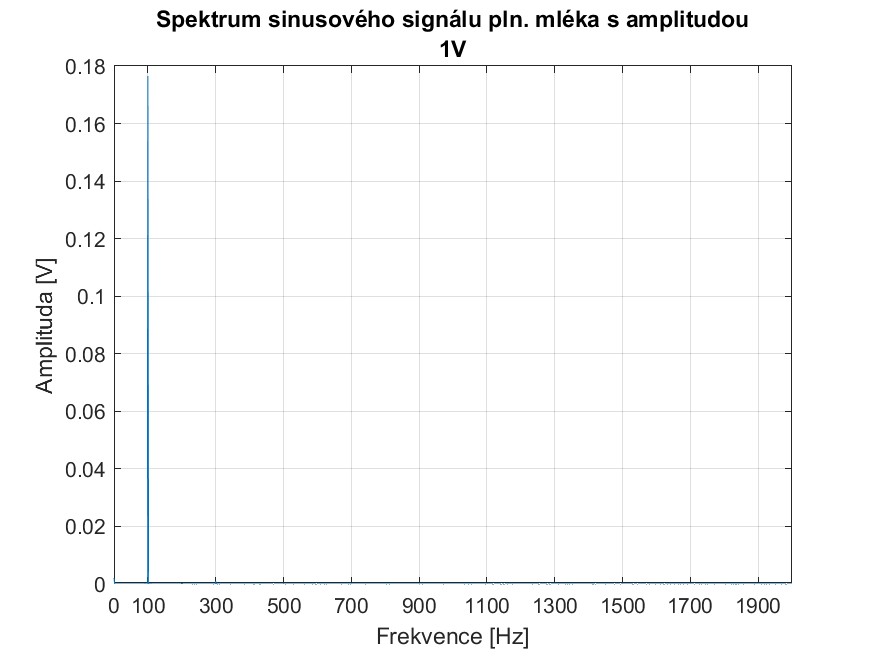 Spektrum sinusového signálu pln. mléka s amplitudou
1V
0.18
0.16
0.14
0.12
0.1
0.08
0.06
0.04
0.02
0
Amplituda [V]
0 100 300 500 700 900 1100 1300 1500 1700 1900
Frekvence [Hz]